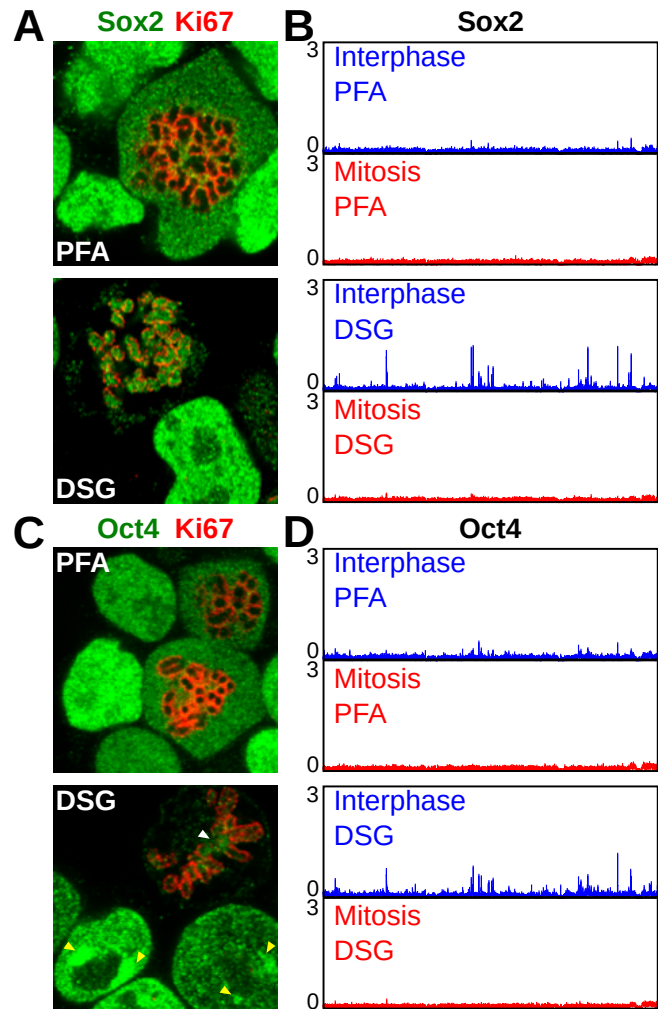 A
Sox2 Ki67
PFA
DSG
B
Sox2
3
Interphase
PFA
0
3
Mitosis
PFA
0
3
Interphase
DSG
0
3
Mitosis
DSG
0
C
Oct4 Ki67
PFA
DSG
D
Oct4
3
Interphase
PFA
0
3
Mitosis
PFA
0
3
Interphase
DSG
0
3
Mitosis
DSG
0